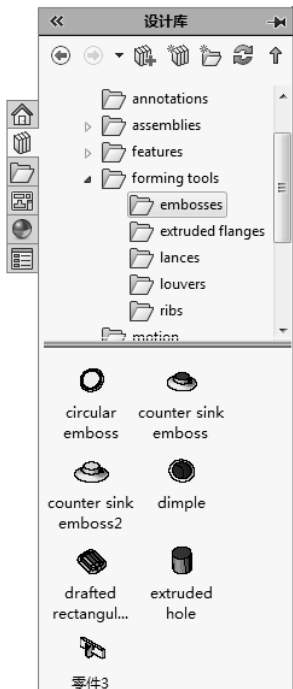 设计库
annotations
assemblies
features
forming tools
embosses
extruded flanges
lances
louvers
ribs
motion
circular
emboss
counter sink
emboss
counter sink
emboss2
dimple
drafted
rectangul...
extruded
hole
零件3